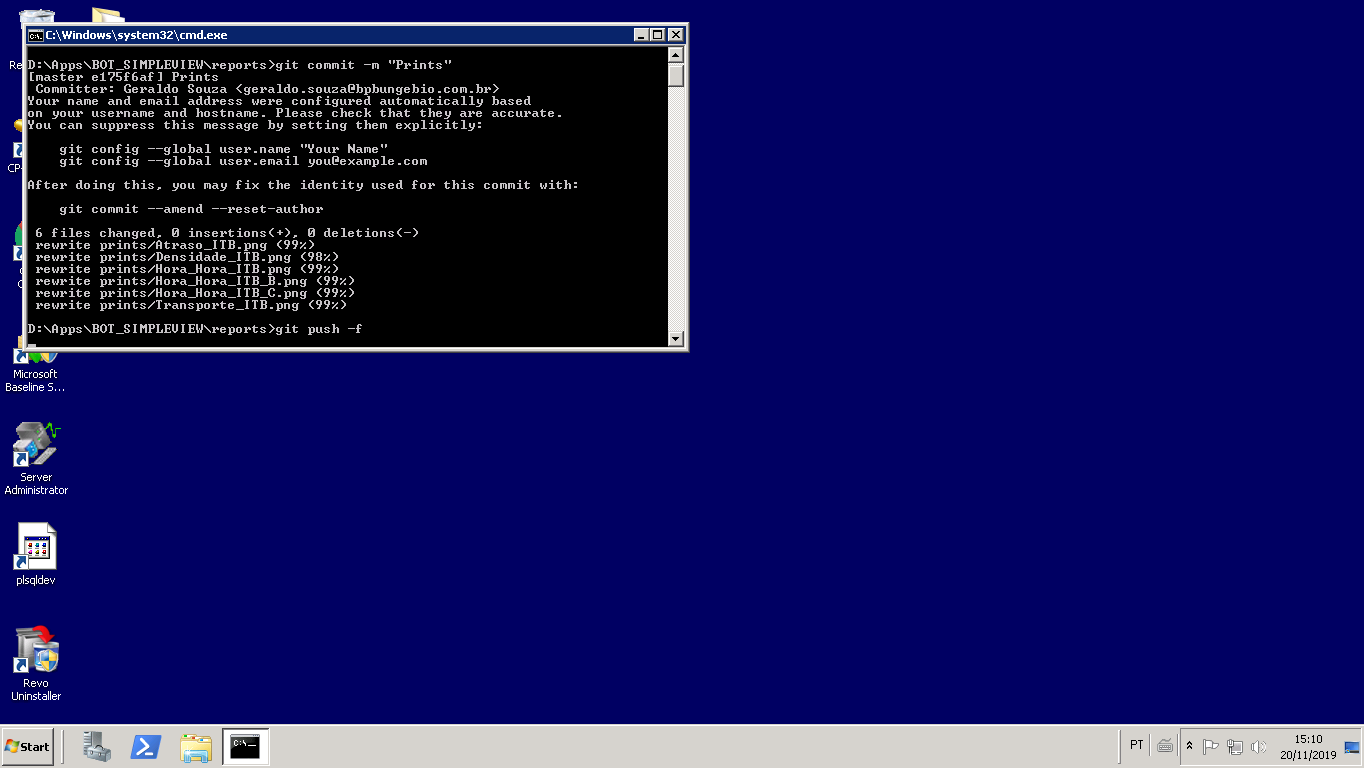 C:\Windows\system32\cmd.exe
D:\Apps\BOT_SIMPLEVIEW\reports>git commit -m "Prints"
[master e175f6af] Prints
Committer: Geraldo Souza <geraldo.souza@bpbungebio.com.br>
Your name and email address were configured automatically based
on your username and hostname. Please check that they are accurate.
You can suppress this message by setting them explicitly:
git config --global user.name "Your Name"
git config --global user.email you@example.com
After doing this, you may fix the identity used for this commit with:
git commit --amend --reset-author
6 files changed, 0 insertions(+), 0 deletions(-)
rewrite prints/Atraso_ITB.png (99%)
rewrite prints/Densidade_ITB.png (98%)
rewrite prints/Hora_Hora_ITB.png (99%)
rewrite prints/Hora_Hora_ITB_B.png (99%)
rewrite prints/Hora_Hora_ITB_C.png (99%)
rewrite prints/Transporte_ITB.png (99%)
D:\Apps\BOT_SIMPLEVIEW\reports>git push -f
Microsoft
Baseline S...
Server
Administrator
plsqldev
Revo
Uninstaller
Start
PT
15:10
20/11/2019